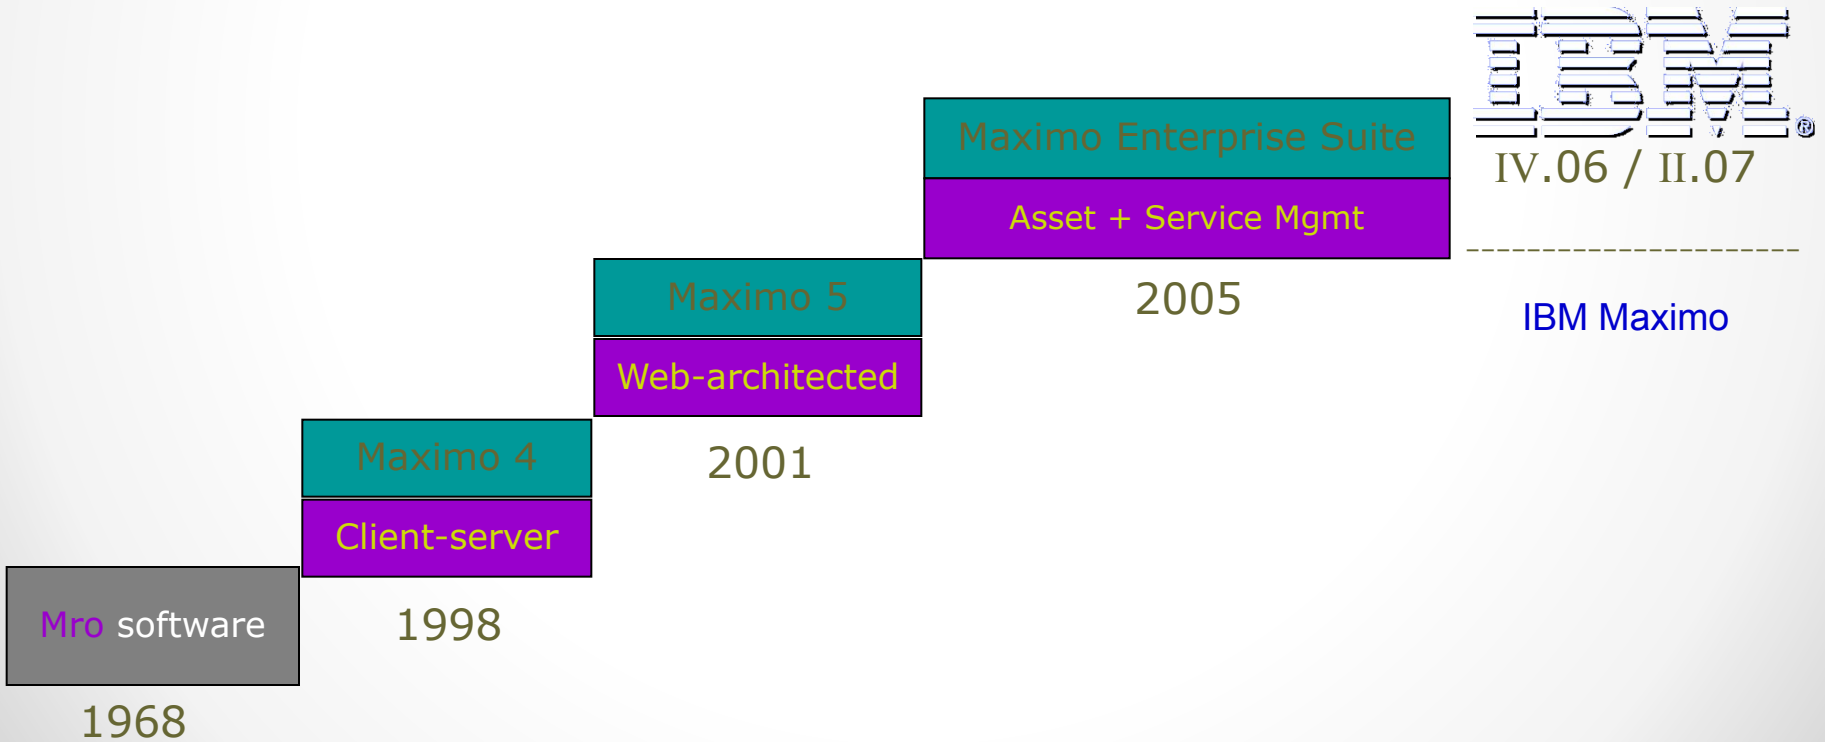 IBM®
IV.06 / II.07
IBM Maximo
Maximo Enterprise Suite
Asset + Service Mgmt
2005
Maximo 5
Web-architected
2001
Maximo 4
Client-server
1998
Mro software
1968